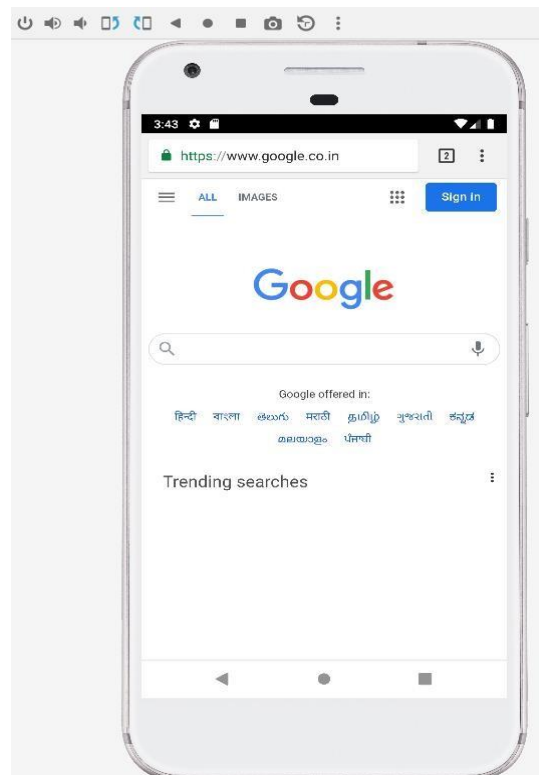 3:43
https://www.google.co.in
2
ALL IMAGES Sign in
Google
Google offered in:
हिन्दी বাংলা తెలుగు मराठी தமிழ் ગુજરાતી ಕನ್ನಡ
മലയാളം ਪੰਜਾਬੀ
Trending searches